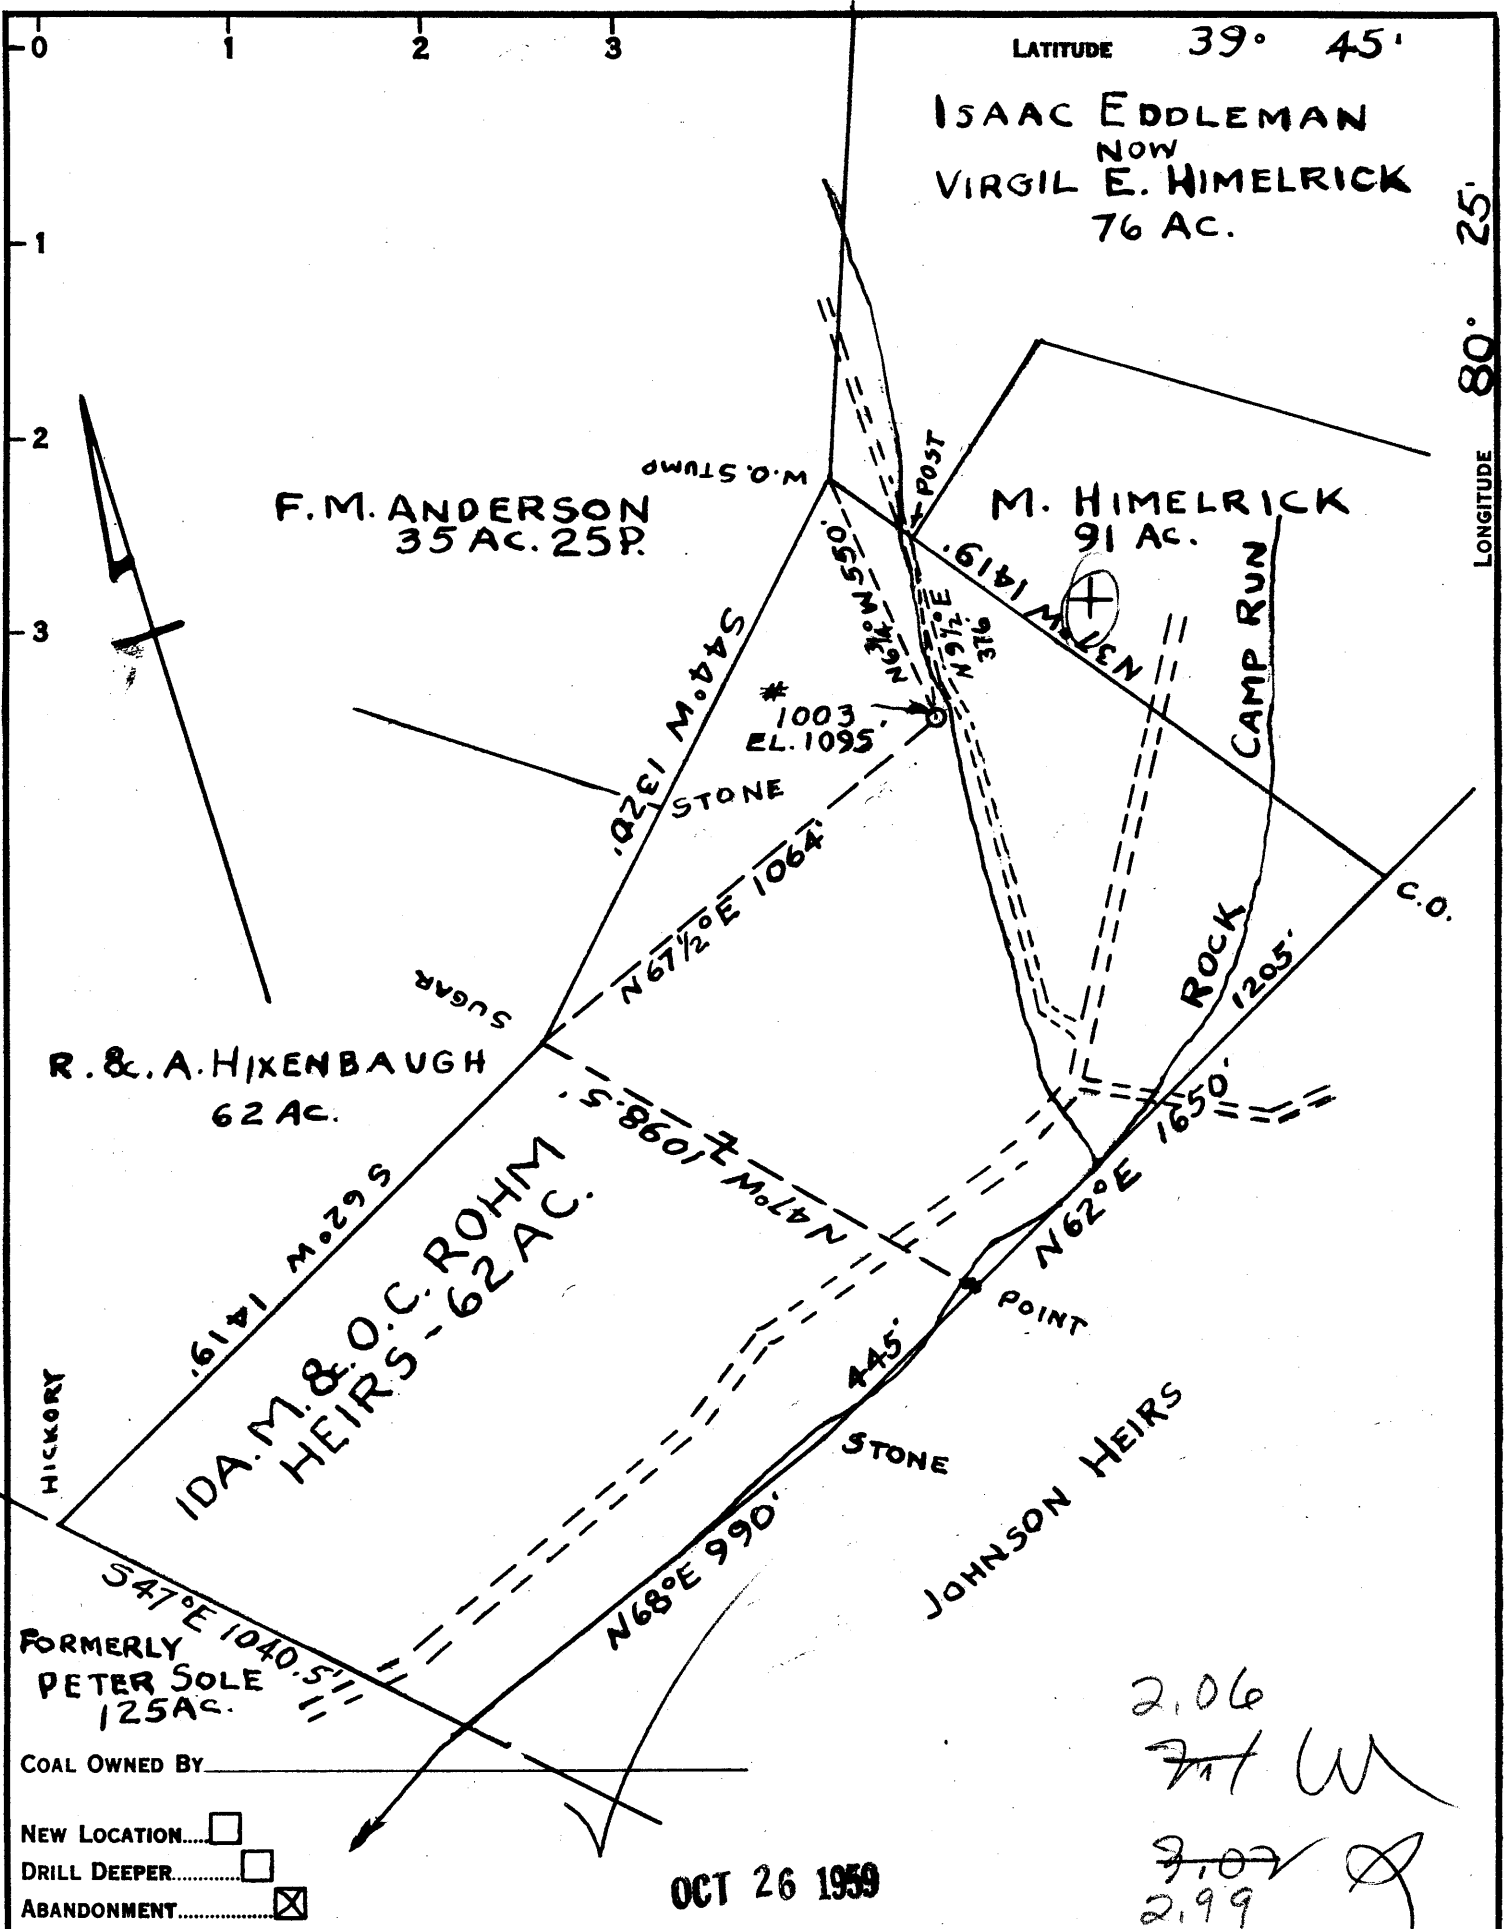 0 1 2 3
LATITUDE 39° 45'
ISAAC EDDLEMAN
NOW
VIRGIL E. HIMELRICK
76 AC.
1
LONGITUDE 80° 25'
2
3
W.O. STUMP
POST
F.M. ANDERSON
35 AC. 25P.
M. HIMELRICK
91 AC.
N37°W 1419'
N6¾°W 550'
N9½°E
376
S44°W 1320'
#
1003
EL. 1095'
STONE
ROCK CAMP RUN
N67½°E 1064'
C.O.
SUGAR
R. & A. HIXENBAUGH
62 AC.
1205'
N47°W 1098.5'
N62°E 1650'
S62°W 1419'
IDA. M. & O.C. ROHM
HEIRS - 62 AC.
POINT
445'
HICKORY
STONE
JOHNSON HEIRS
N68°E 990'
S47°E 1040.5'
FORMERLY
PETER SOLE
125AC.
COAL OWNED BY
NEW LOCATION.....
DRILL DEEPER.............
ABANDONMENT..................
OCT 26 1959
2.06
W
2.99